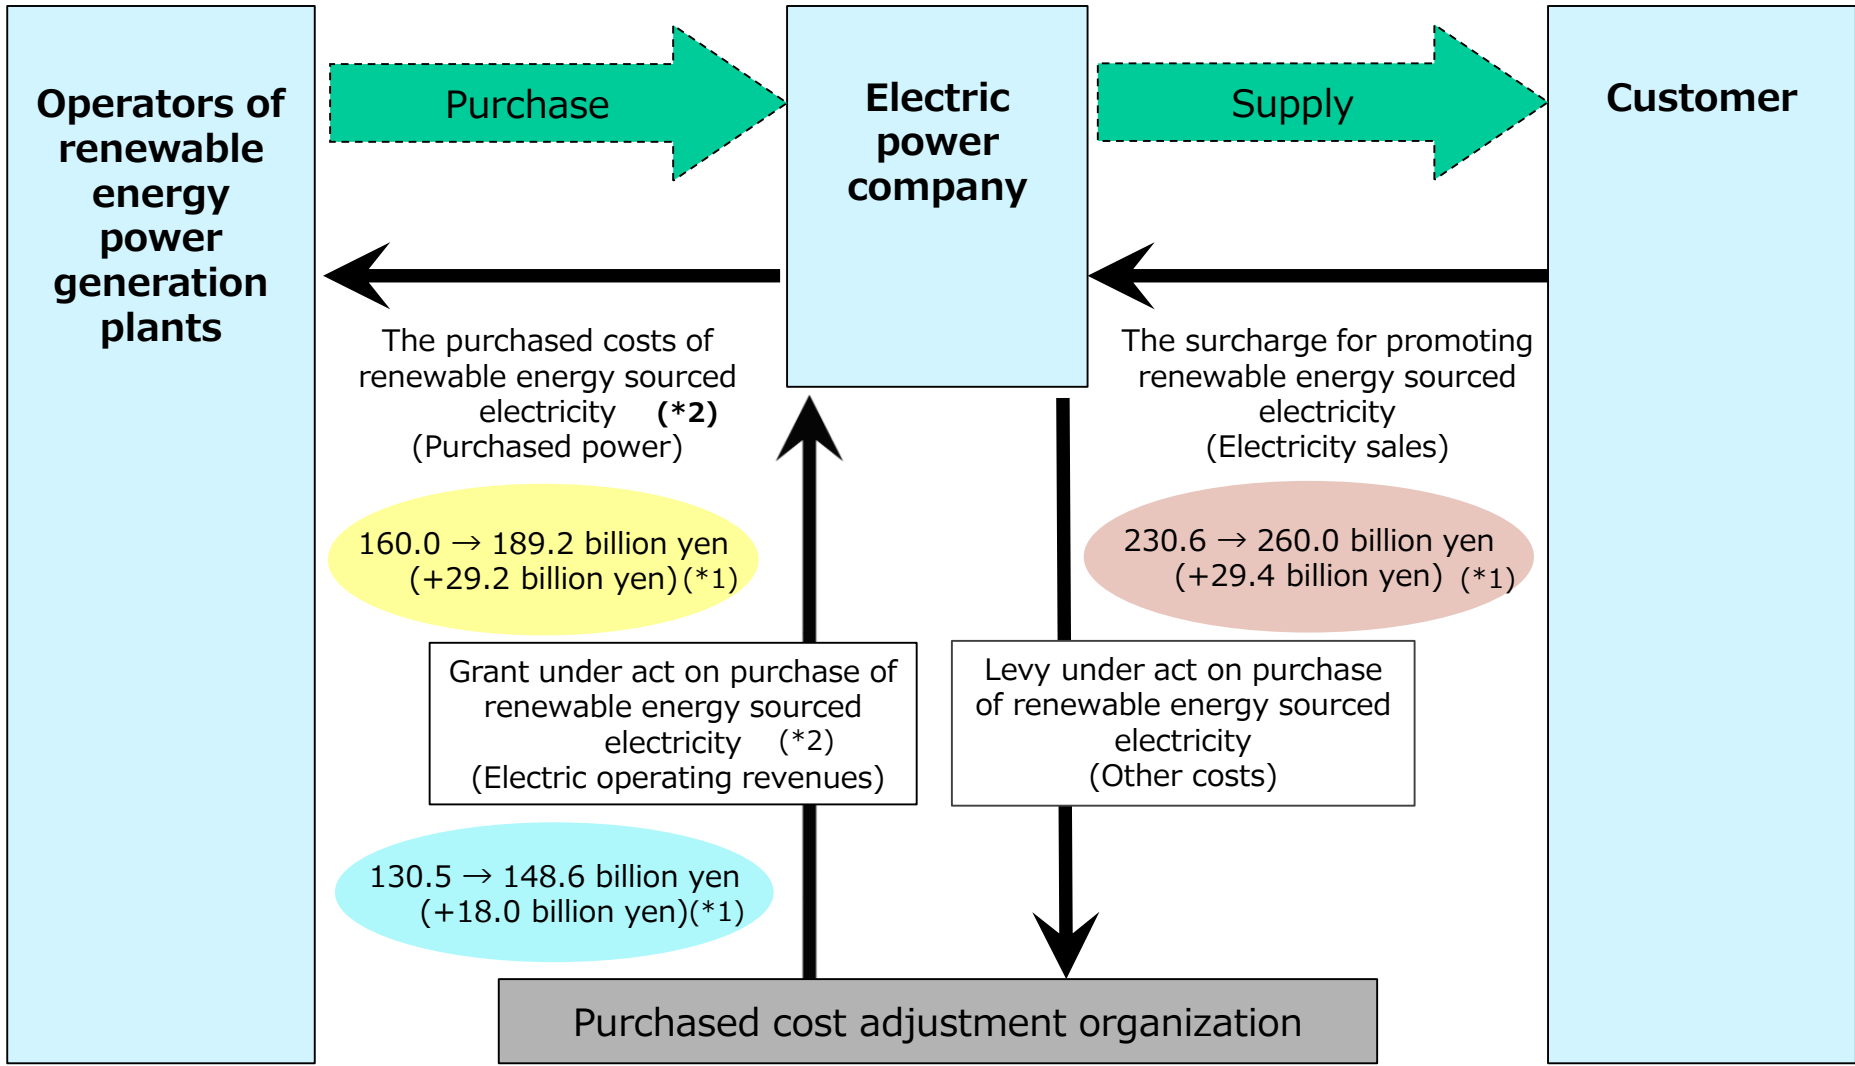 Operators of
renewable
energy
power
generation
plants
Purchase
Electric
power
company
Supply
Customer
The purchased costs of
renewable energy sourced
electricity (*2)
(Purchased power)
The surcharge for promoting
renewable energy sourced
electricity
(Electricity sales)
160.0 → 189.2 billion yen
(+29.2 billion yen) (*1)
230.6 → 260.0 billion yen
(+29.4 billion yen) (*1)
Grant under act on purchase of
renewable energy sourced
electricity (*2)
(Electric operating revenues)
Levy under act on purchase
of renewable energy sourced
electricity
(Other costs)
130.5 → 148.6 billion yen
(+18.0 billion yen)(*1)
Purchased cost adjustment organization